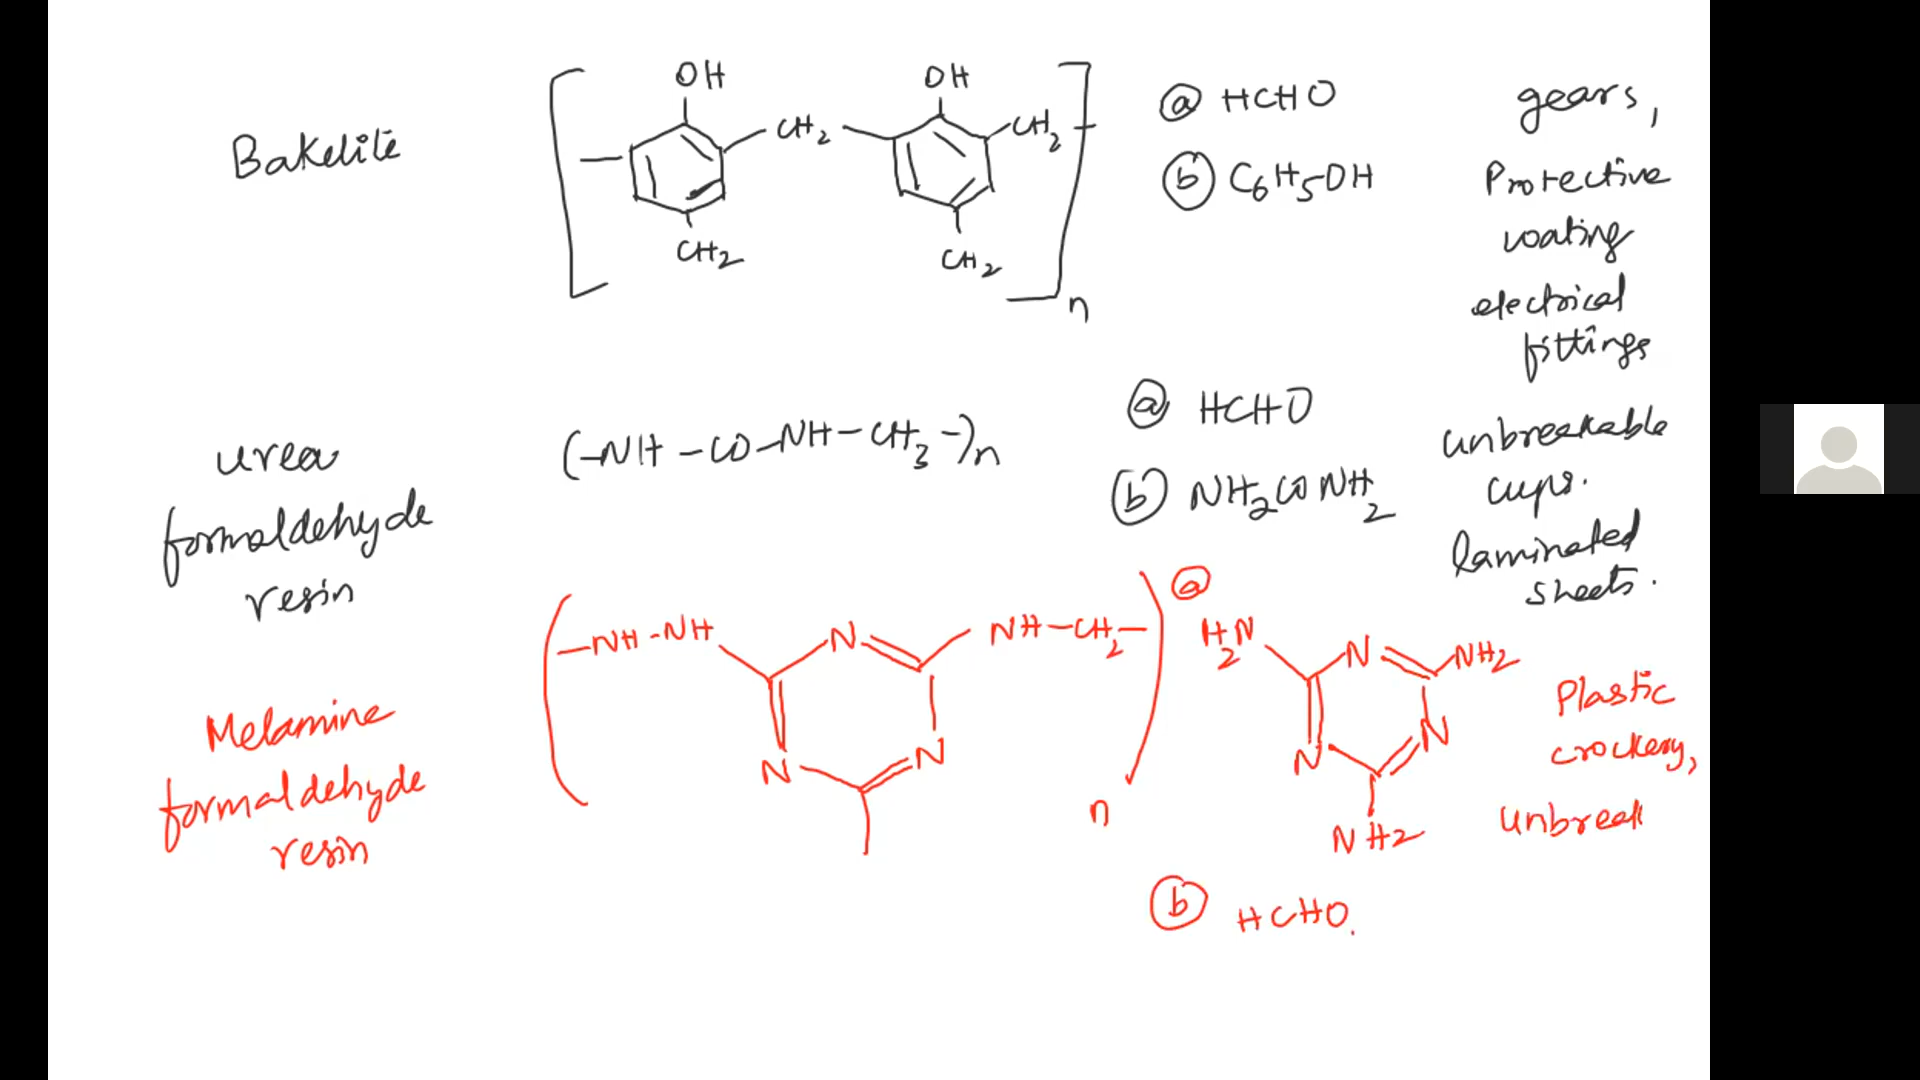 OH OH
Bakelite CH2 CH2
CH2 CH2
n
ⓐ HCHO
ⓑ C6H5OH
gears,
Protective
coating
electrical
fittings
urea
formaldehyde
resin
(-NH-CO-NH-CH3-)n
ⓐ HCHO
ⓑ NH2CONH2
unbreakable
cups.
laminated
sheets.
Melamine
formaldehyde
resin
-NH-NH N NH-CH2-
N N
n
ⓐ
H2N N NH2
N N
NH2
ⓑ HCHO.
Plastic
crockery,
unbreak